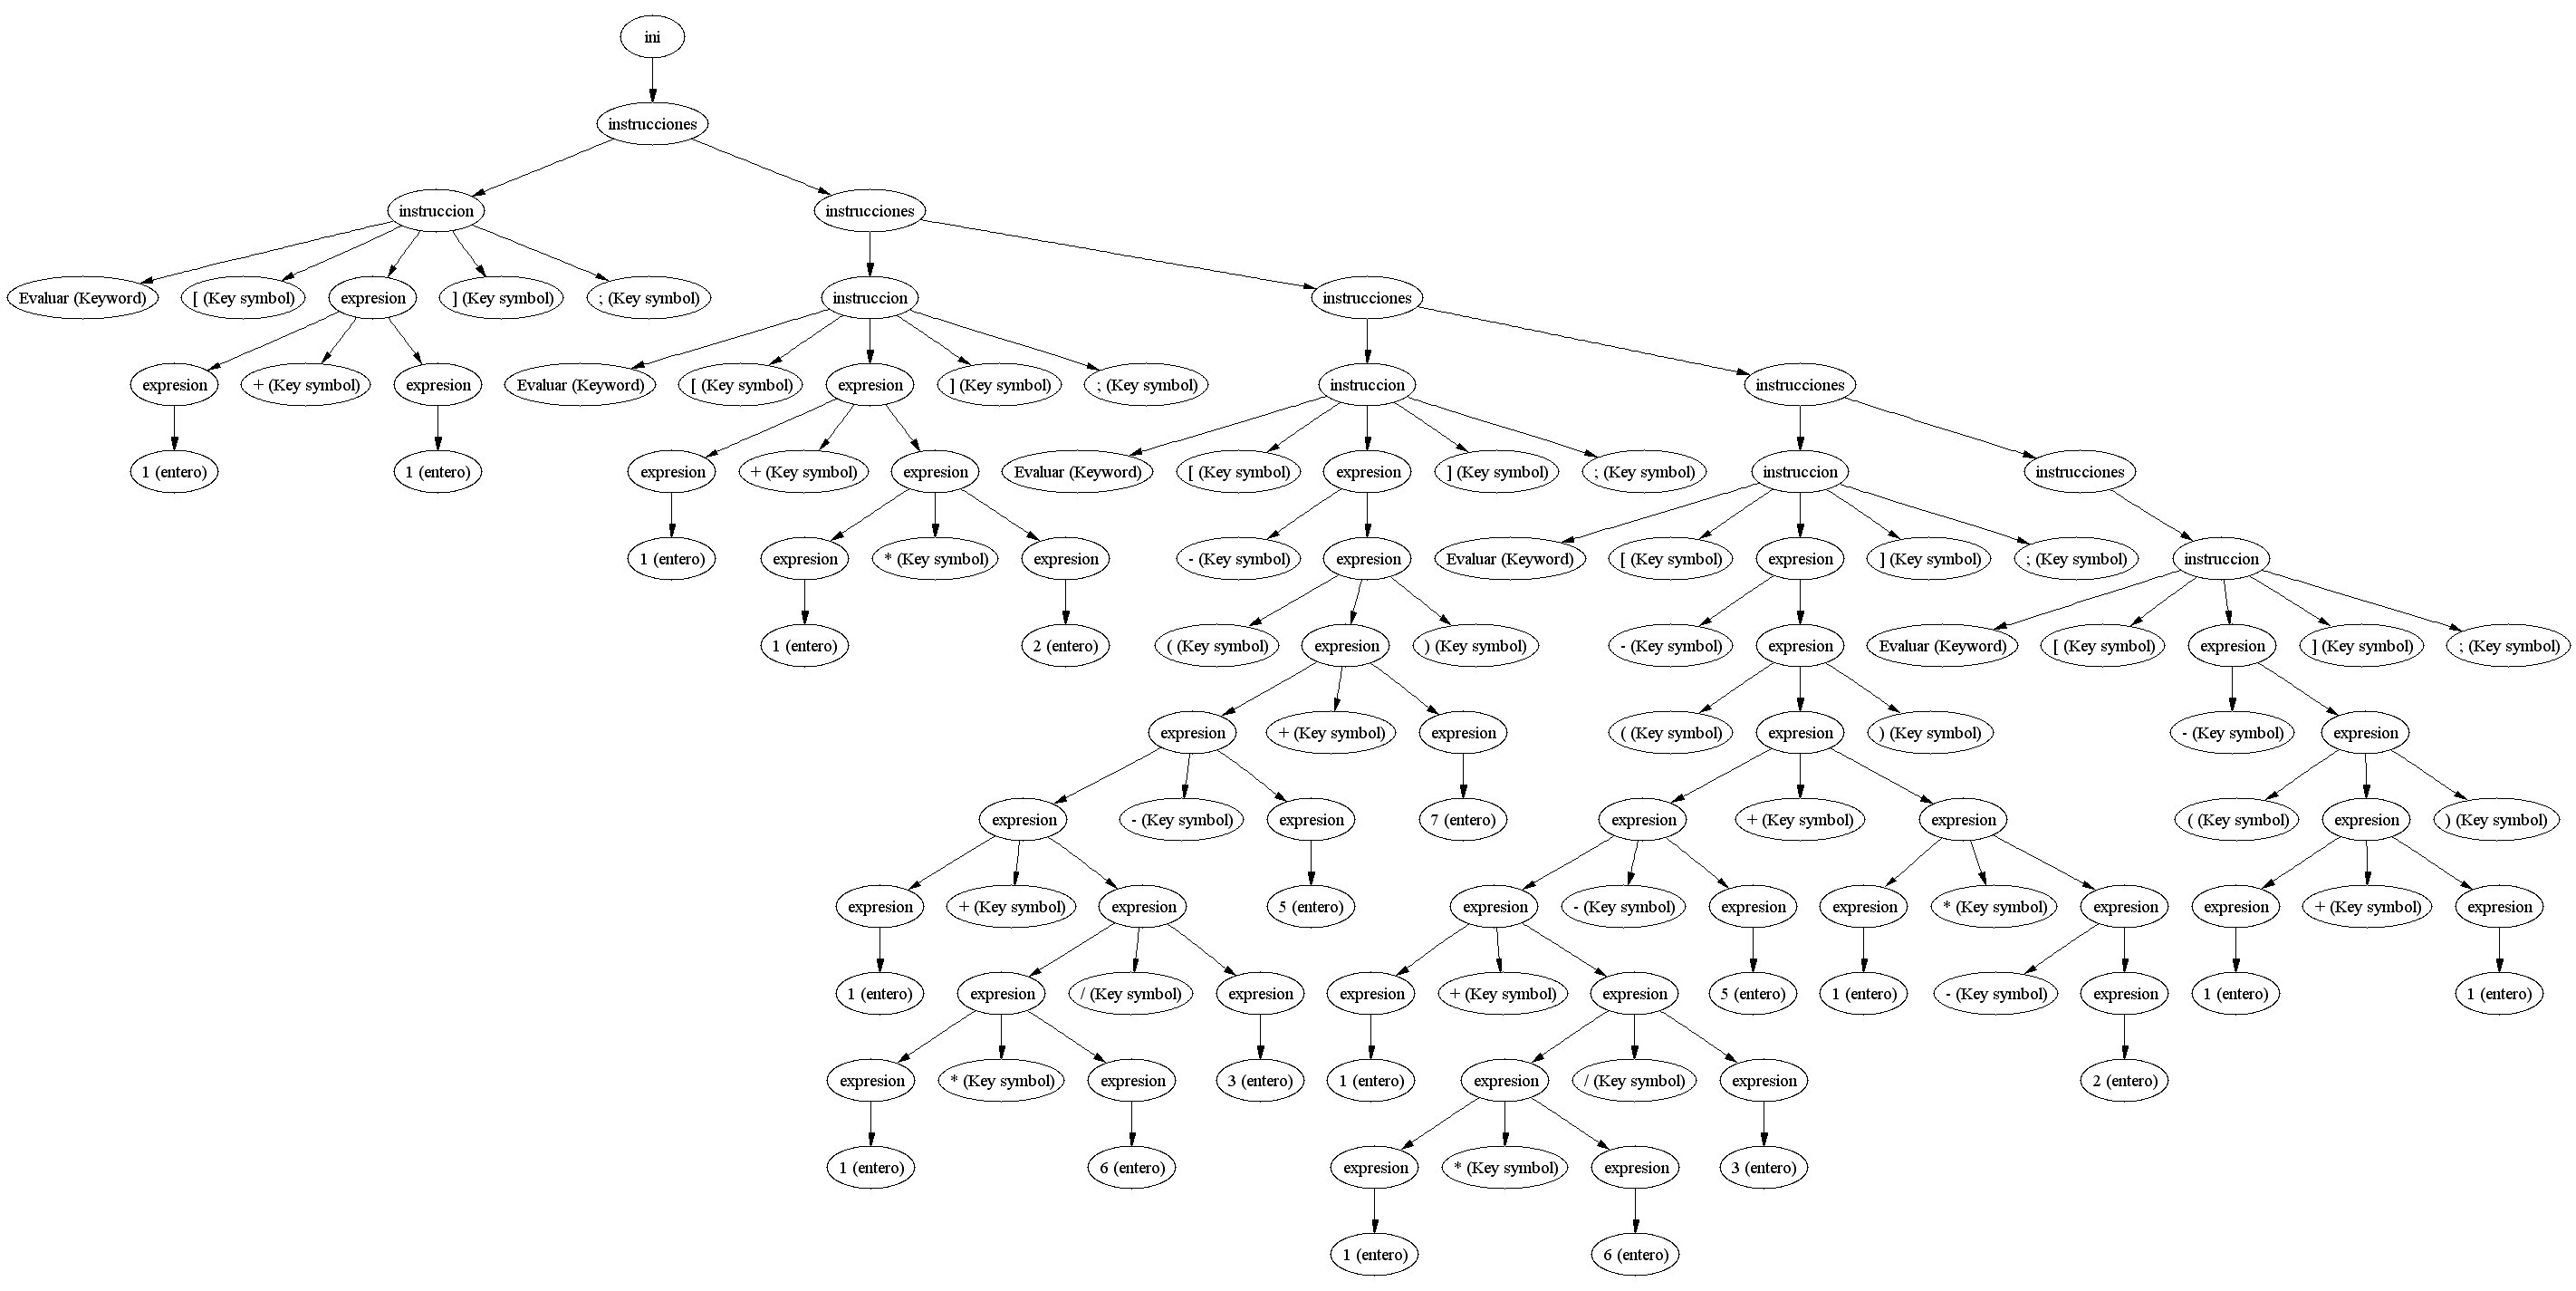 ini
instrucciones
instruccion instrucciones
Evaluar (Keyword) [ (Key symbol) expresion ] (Key symbol) ; (Key symbol) instruccion instrucciones
expresion + (Key symbol) expresion Evaluar (Keyword) [ (Key symbol) expresion ] (Key symbol) ; (Key symbol) instruccion instrucciones
1 (entero) 1 (entero) expresion + (Key symbol) expresion Evaluar (Keyword) [ (Key symbol) expresion ] (Key symbol) ; (Key symbol) instruccion instrucciones
1 (entero) expresion * (Key symbol) expresion - (Key symbol) expresion Evaluar (Keyword) [ (Key symbol) expresion ] (Key symbol) ; (Key symbol) instruccion
1 (entero) 2 (entero) ( (Key symbol) expresion ) (Key symbol) - (Key symbol) expresion Evaluar (Keyword) [ (Key symbol) expresion ] (Key symbol) ; (Key symbol)
expresion + (Key symbol) expresion ( (Key symbol) expresion ) (Key symbol) - (Key symbol) expresion
expresion - (Key symbol) expresion 7 (entero) expresion + (Key symbol) expresion ( (Key symbol) expresion ) (Key symbol)
expresion + (Key symbol) expresion 5 (entero) expresion - (Key symbol) expresion expresion * (Key symbol) expresion expresion + (Key symbol) expresion
1 (entero) expresion / (Key symbol) expresion expresion + (Key symbol) expresion 5 (entero) 1 (entero) - (Key symbol) expresion 1 (entero) 1 (entero)
expresion * (Key symbol) expresion 3 (entero) 1 (entero) expresion / (Key symbol) expresion 2 (entero)
1 (entero) 6 (entero) expresion * (Key symbol) expresion 3 (entero)
1 (entero) 6 (entero)